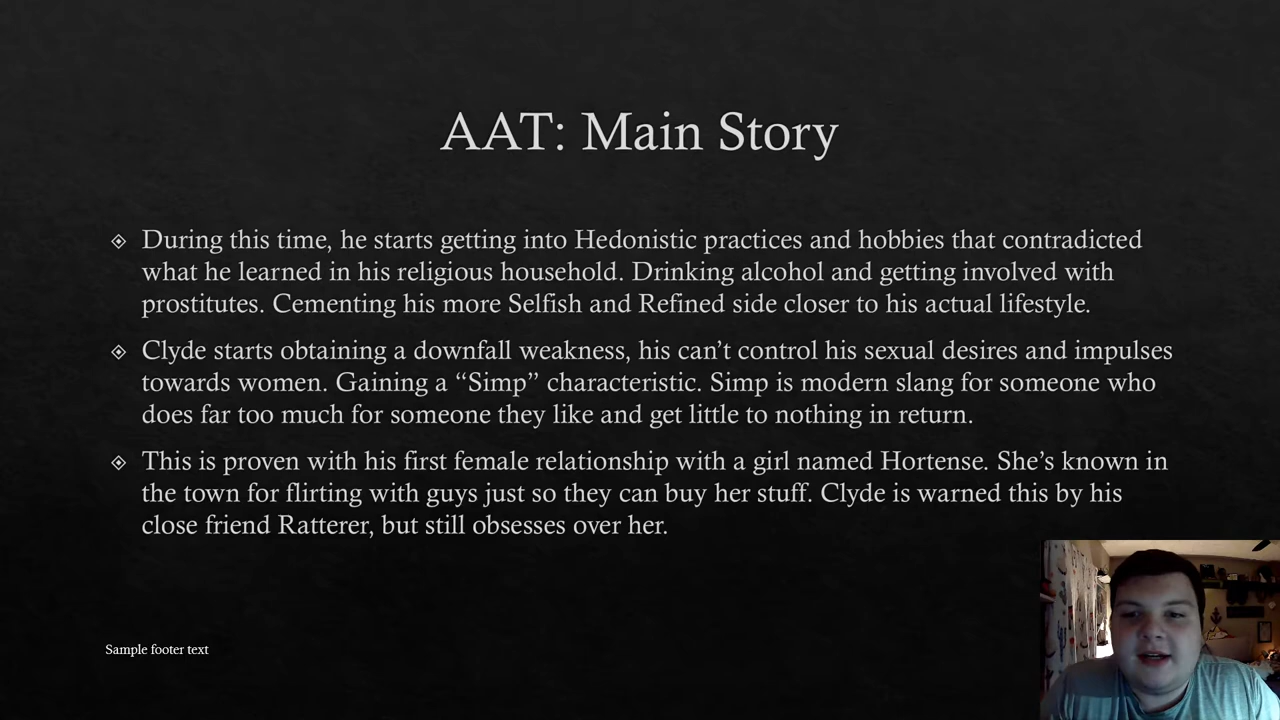 AAT: Main Story
During this time, he starts getting into Hedonistic practices and hobbies that contradicted
what he learned in his religious household. Drinking alcohol and getting involved with
prostitutes. Cementing his more Selfish and Refined side closer to his actual lifestyle.
Clyde starts obtaining a downfall weakness, his can’t control his sexual desires and impulses
towards women. Gaining a “Simp” characteristic. Simp is modern slang for someone who
does far too much for someone they like and get little to nothing in return.
This is proven with his first female relationship with a girl named Hortense. She’s known in
the town for flirting with guys just so they can buy her stuff. Clyde is warned this by his
close friend Ratterer, but still obsesses over her.
Sample footer text